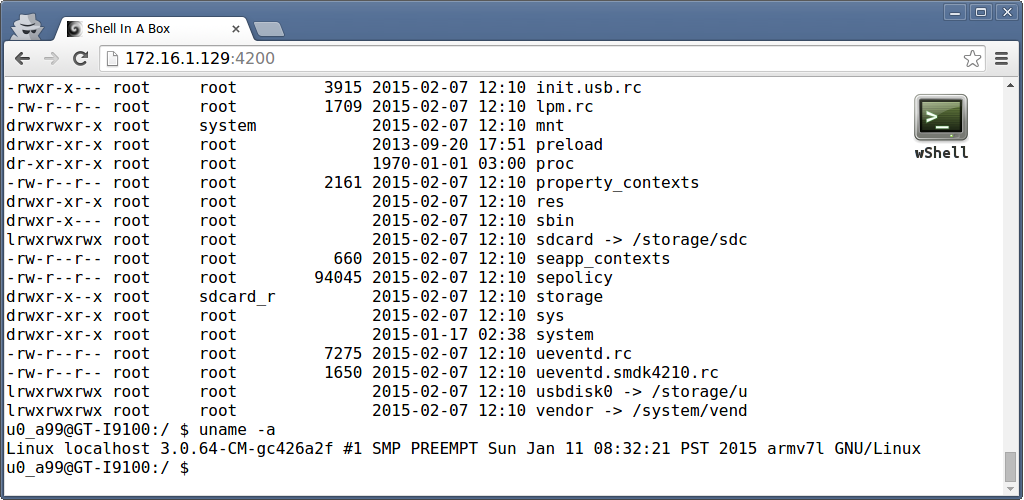 Shell In A Box
172.16.1.129:4200
-rwxr-x--- root     root         3915 2015-02-07 12:10 init.usb.rc
-rw-r--r-- root     root         1709 2015-02-07 12:10 lpm.rc
drwxrwxr-x root     system            2015-02-07 12:10 mnt
drwxr-xr-x root     root              2013-09-20 17:51 preload
dr-xr-xr-x root     root              1970-01-01 03:00 proc
-rw-r--r-- root     root         2161 2015-02-07 12:10 property_contexts
drwxr-xr-x root     root              2015-02-07 12:10 res
drwxr-x--- root     root              2015-02-07 12:10 sbin
lrwxrwxrwx root     root              2015-02-07 12:10 sdcard -> /storage/sdc
-rw-r--r-- root     root          660 2015-02-07 12:10 seapp_contexts
-rw-r--r-- root     root        94045 2015-02-07 12:10 sepolicy
drwxr-x--x root     sdcard_r          2015-02-07 12:10 storage
drwxr-xr-x root     root              2015-02-07 12:10 sys
drwxr-xr-x root     root              2015-01-17 02:38 system
-rw-r--r-- root     root         7275 2015-02-07 12:10 ueventd.rc
-rw-r--r-- root     root         1650 2015-02-07 12:10 ueventd.smdk4210.rc
lrwxrwxrwx root     root              2015-02-07 12:10 usbdisk0 -> /storage/u
lrwxrwxrwx root     root              2015-02-07 12:10 vendor -> /system/vend
u0_a99@GT-I9100:/ $ uname -a
Linux localhost 3.0.64-CM-gc426a2f #1 SMP PREEMPT Sun Jan 11 08:32:21 PST 2015 armv7l GNU/Linux
u0_a99@GT-I9100:/ $
>_
wShell